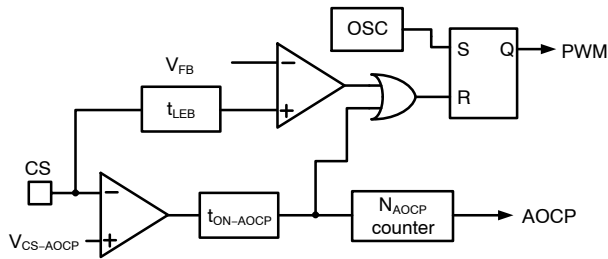 OSC
S
Q
PWM
V_FB
−
t_LEB
+
R
CS
−
V_CS−AOCP
+
t_ON−AOCP
N_AOCP
counter
AOCP